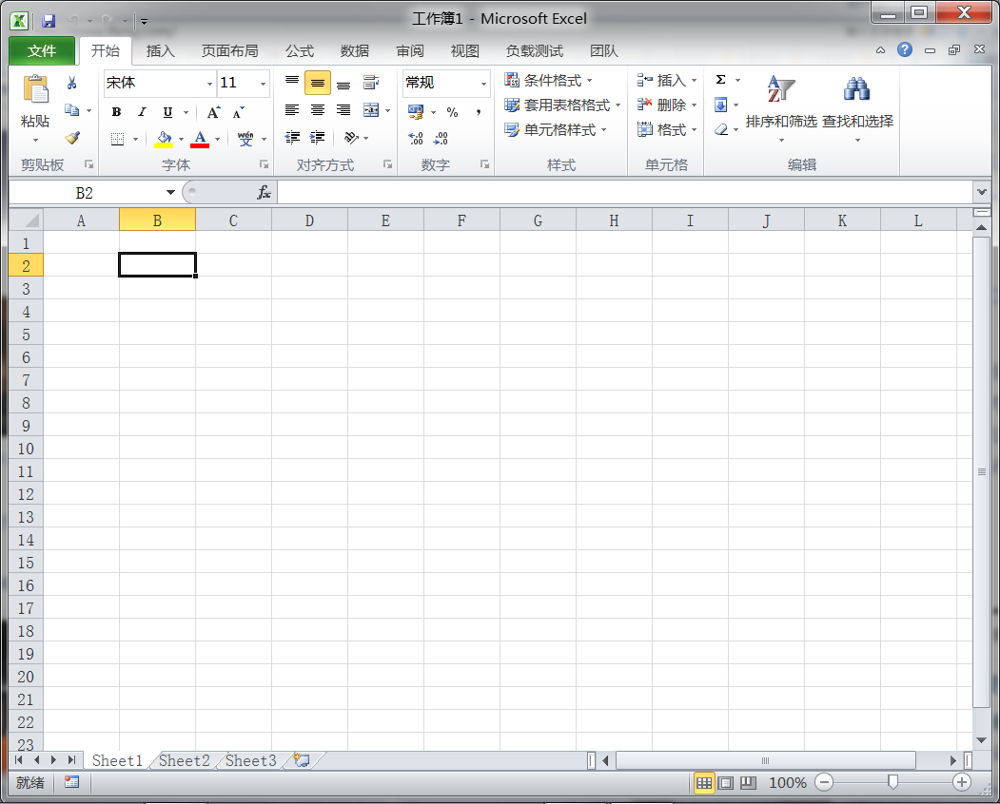 工作簿1 - Microsoft Excel
文件 开始 插入 页面布局 公式 数据 审阅 视图 负载测试 团队
宋体 11 常规 条件格式 插入 Σ
粘贴 B I U A A 套用表格格式 删除 排序和筛选 查找和选择
A wén 文 % , .00 .0 单元格样式 格式
剪贴板 字体 对齐方式 数字 样式 单元格 编辑
B2 fx
A B C D E F G H I J K L
1
2
3
4
5
6
7
8
9
10
11
12
13
14
15
16
17
18
19
20
21
22
23
Sheet1 Sheet2 Sheet3
就绪 100%